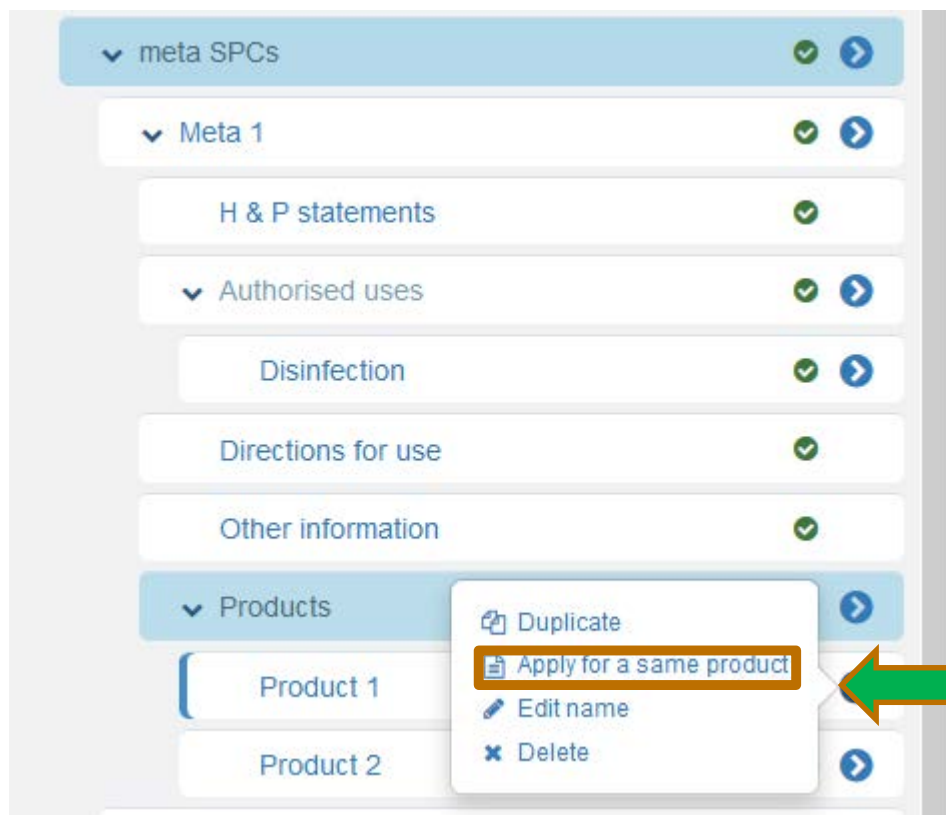 meta SPCs
Meta 1
H & P statements
Authorised uses
Disinfection
Directions for use
Other information
Products
Duplicate
Apply for a same product
Product 1
Edit name
Delete
Product 2